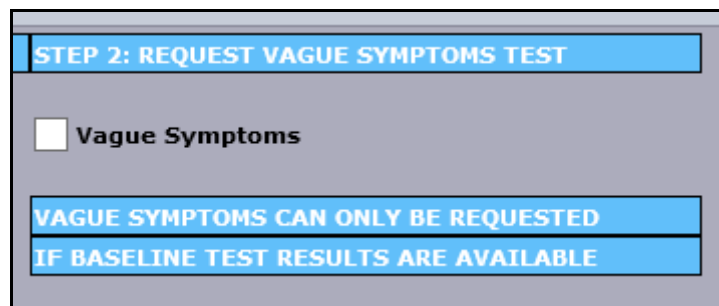 STEP 2: REQUEST VAGUE SYMPTOMS TEST
Vague Symptoms
VAGUE SYMPTOMS CAN ONLY BE REQUESTED
IF BASELINE TEST RESULTS ARE AVAILABLE